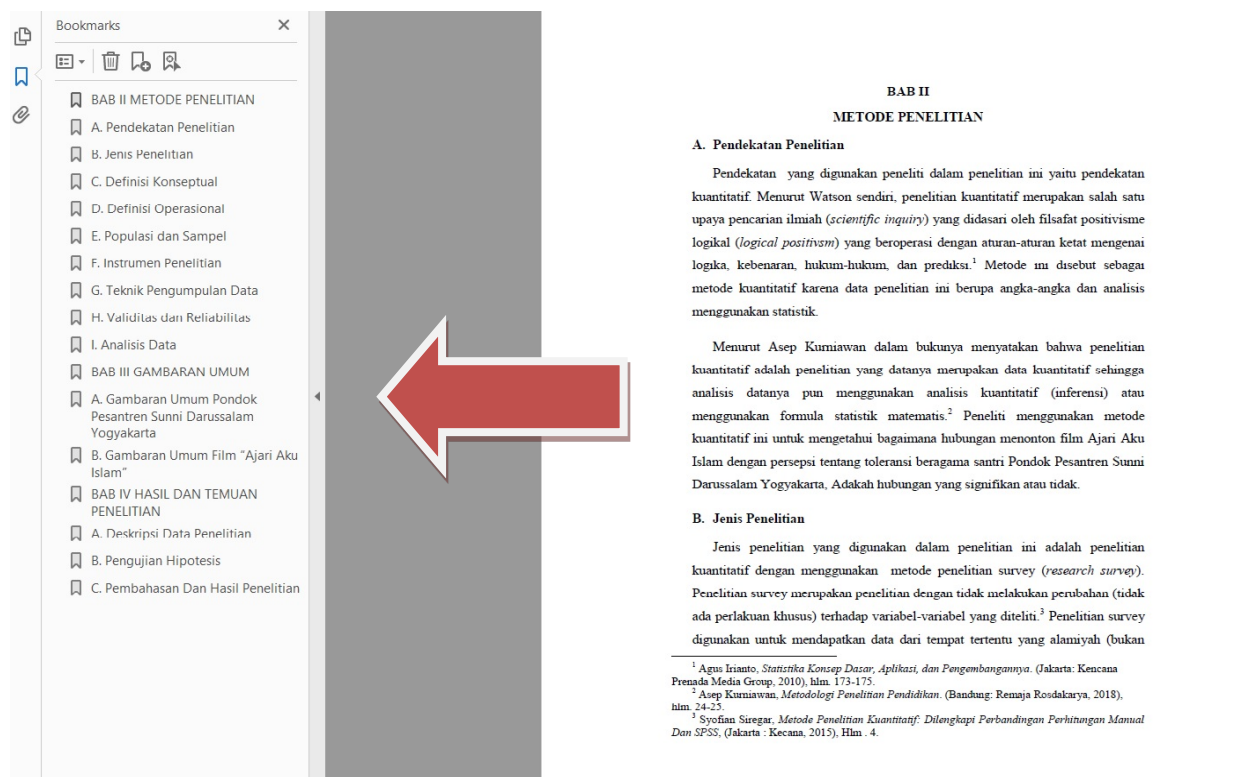 Bookmarks
BAB II METODE PENELITIAN
A. Pendekatan Penelitian
B. Jenis Penelitian
C. Definisi Konseptual
D. Definisi Operasional
E. Populasi dan Sampel
F. Instrumen Penelitian
G. Teknik Pengumpulan Data
H. Validitas dan Reliabilitas
I. Analisis Data
BAB III GAMBARAN UMUM
A. Gambaran Umum Pondok
Pesantren Sunni Darussalam
Yogyakarta
B. Gambaran Umum Film “Ajari Aku
Islam”
BAB IV HASIL DAN TEMUAN
PENELITIAN
A. Deskripsi Data Penelitian
B. Pengujian Hipotesis
C. Pembahasan Dan Hasil Penelitian
BAB II
METODE PENELITIAN
A. Pendekatan Penelitian
Pendekatan yang digunakan peneliti dalam penelitian ini yaitu pendekatan
kuantitatif. Menurut Watson sendiri, penelitian kuantitatif merupakan salah satu
upaya pencarian ilmiah (scientific inquiry) yang didasari oleh filsafat positivisme
logikal (logical positivsm) yang beroperasi dengan aturan-aturan ketat mengenai
logika, kebenaran, hukum-hukum, dan prediksi.¹ Metode ini disebut sebagai
metode kuantitatif karena data penelitian ini berupa angka-angka dan analisis
menggunakan statistik.
Menurut Asep Kurniawan dalam bukunya menyatakan bahwa penelitian
kuantitatif adalah penelitian yang datanya merupakan data kuantitatif sehingga
analisis datanya pun menggunakan analisis kuantitatif (inferensi) atau
menggunakan formula statistik matematis.² Peneliti menggunakan metode
kuantitatif ini untuk mengetahui bagaimana hubungan menonton film Ajari Aku
Islam dengan persepsi tentang toleransi beragama santri Pondok Pesantren Sunni
Darussalam Yogyakarta, Adakah hubungan yang signifikan atau tidak.
B. Jenis Penelitian
Jenis penelitian yang digunakan dalam penelitian ini adalah penelitian
kuantitatif dengan menggunakan metode penelitian survey (research survey).
Penelitian survey merupakan penelitian dengan tidak melakukan perubahan (tidak
ada perlakuan khusus) terhadap variabel-variabel yang diteliti.³ Penelitian survey
digunakan untuk mendapatkan data dari tempat tertentu yang alamiyah (bukan
¹ Agus Irianto, Statistika Konsep Dasar, Aplikasi, dan Pengembangannya. (Jakarta: Kencana
Prenada Media Group, 2010), hlm. 173-175.
² Asep Kurniawan, Metodologi Penelitian Pendidikan. (Bandung: Remaja Rosdakarya, 2018),
hlm. 24-25.
³ Syofian Siregar, Metode Penelitian Kuantitatif: Dilengkapi Perbandingan Perhitungan Manual
Dan SPSS, (Jakarta : Kecana, 2015), Hlm . 4.